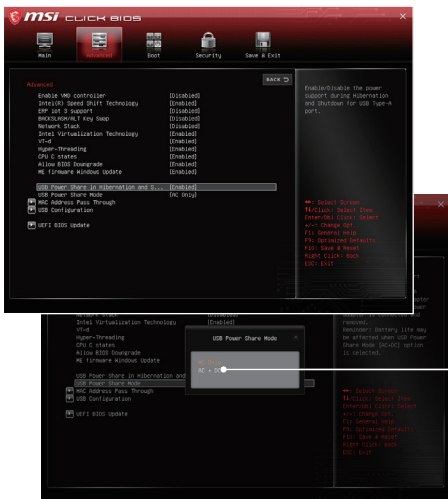 msi CLICK BIOS
Main Advanced Boot Security Save & Exit
BACK
Advanced
Enable VMD controller [Disabled]
Intel(R) Speed Shift Technology [Enabled]
ERP Lot 3 Support [Disabled]
BACKSLASH/ALT Key Swap [Disabled]
Network Stack [Disabled]
Intel Virtualization Technology [Enabled]
VT-d [Enabled]
Hyper-Threading [Enabled]
CPU C states [Enabled]
Allow BIOS Downgrade [Enabled]
ME firmware Windows Update [Enabled]
USB Power Share in Hibernation and S... [Enabled]
USB Power Share Mode [AC Only]
MAC Address Pass Through
USB Configuration
UEFI BIOS Update
Enable/Disable the power
support during Hibernation
and Shutdown for USB Type-A
port.
: Select Screen
/Click: Select Item
Enter/Dbl Click: Select
+/-: Change Opt.
F1: General Help
F9: Optimized Defaults
F10: Save & Reset
Right Click: Back
ESC: Exit
Network Stack [Disabled]
Intel Virtualization Technology [Enabled]
VT-d
Hyper-Threading
CPU C states
Allow BIOS Downgrade
ME firmware Windows Update
USB Power Share in Hibernation and
USB Power Share Mode
MAC Address Pass Through
USB Configuration
UEFI BIOS Update
USB Power Share Mode
AC Only
AC + DC
removed.
Reminder: Battery life may
be affected when USB Power
Share Mode [AC+DC] option
is selected.
: Select Screen
/Click: Select Item
Enter/Dbl Click: Select
+/-: Change Opt.
F1: General Help
F9: Optimized Defaults
F10: Save & Reset
Right Click: Back
ESC: Exit